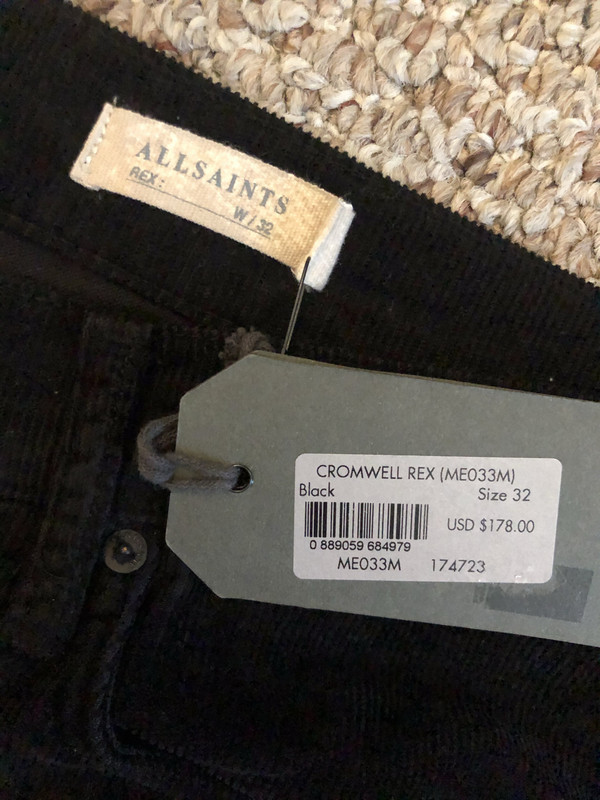 ALLSAINTS
REX:
W/32
CROMWELL REX (ME033M)
Black Size 32
USD $178.00
0 889059 684979
ME033M 174723